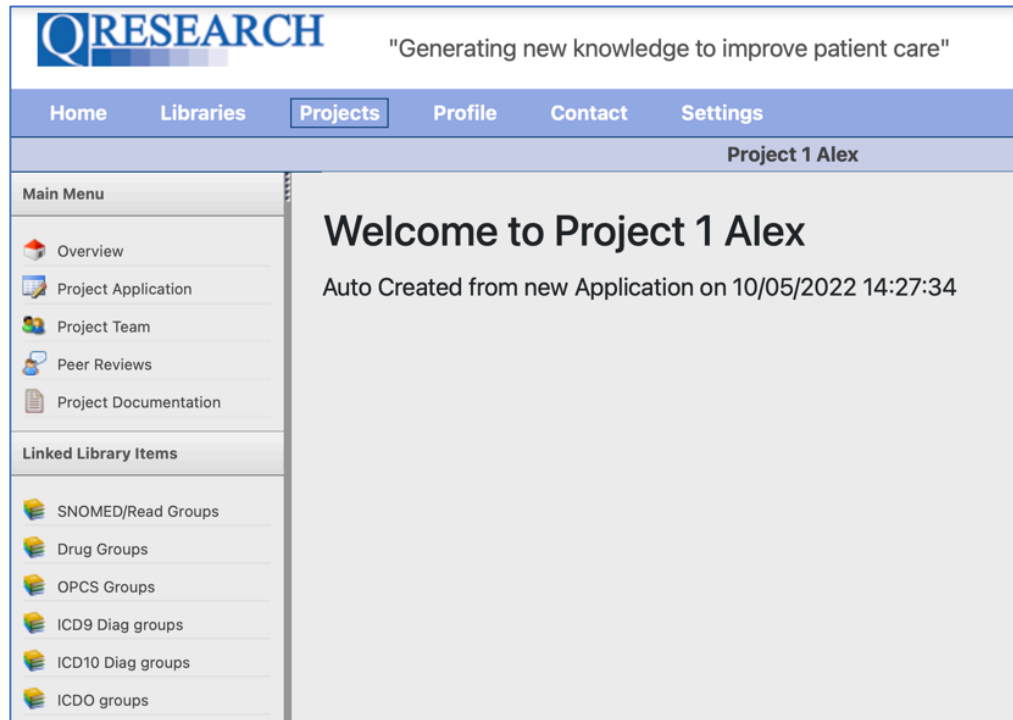 QRESEARCH
"Generating new knowledge to improve patient care"
Home Libraries Projects Profile Contact Settings
Project 1 Alex
Main Menu
Overview
Project Application
Project Team
Peer Reviews
Project Documentation
Linked Library Items
SNOMED/Read Groups
Drug Groups
OPCS Groups
ICD9 Diag groups
ICD10 Diag groups
ICDO groups
Welcome to Project 1 Alex
Auto Created from new Application on 10/05/2022 14:27:34